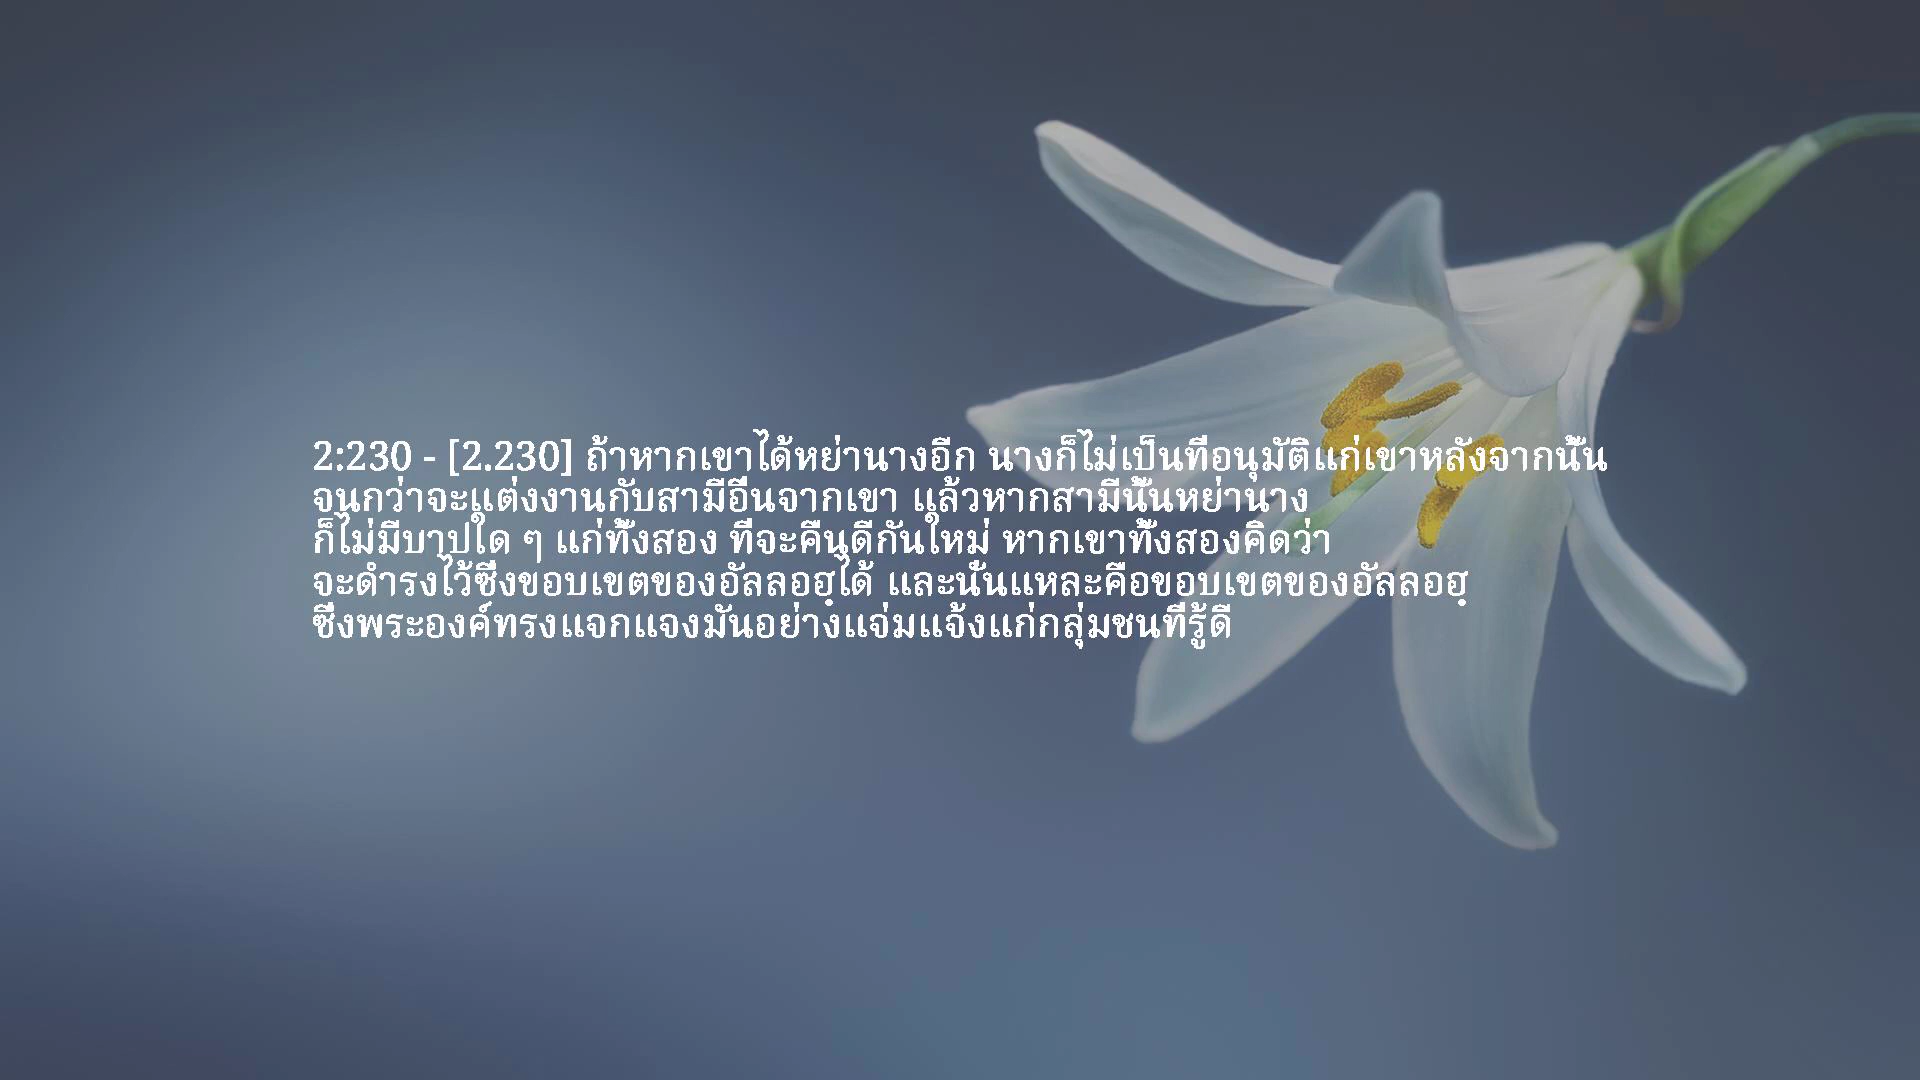 2:230 - [2.230] ถ้าหากเขาได้หย่านางอีก นางก็ไม่เป็นที่อนุมัติแก่เขาหลังจากนั้น
จนกว่าจะแต่งงานกับสามีอื่นจากเขา แล้วหากสามีนั้นหย่านาง
ก็ไม่มีบาปใด ๆ แก่ทั้งสอง ที่จะคืนดีกันใหม่ หากเขาทั้งสองคิดว่า
จะดำรงไว้ซึ่งขอบเขตของอัลลอฮฺได้ และนั่นแหละคือขอบเขตของอัลลอฮฺ
ซึ่งพระองค์ทรงแจกแจงมันอย่างแจ่มแจ้งแก่กลุ่มชนที่รู้ดี